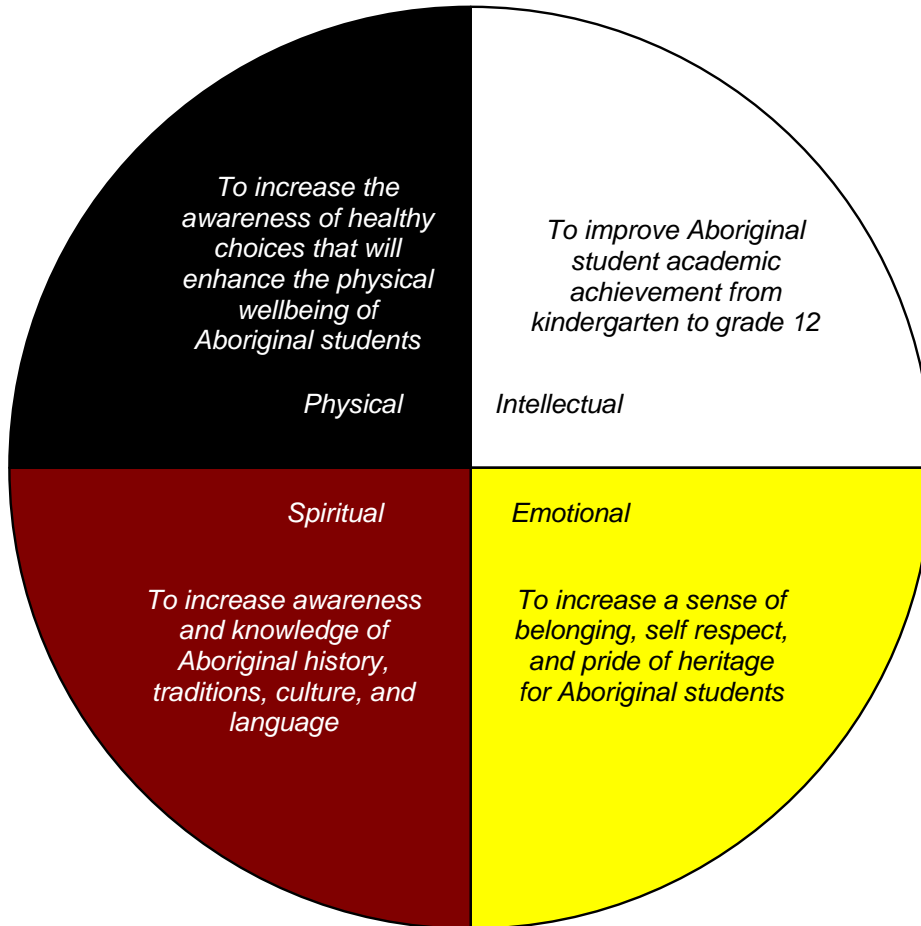 To increase the
awareness of healthy
choices that will
enhance the physical
wellbeing of
Aboriginal students
Physical
To improve Aboriginal
student academic
achievement from
kindergarten to grade 12
Intellectual
Spiritual
To increase awareness
and knowledge of
Aboriginal history,
traditions, culture, and
language
Emotional
To increase a sense of
belonging, self respect,
and pride of heritage
for Aboriginal students